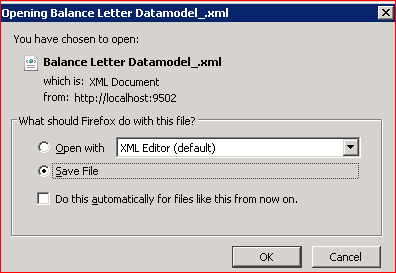 Opening Balance Letter Datamodel_.xml
You have chosen to open:
Balance Letter Datamodel_.xml
which is: XML Document
from: http://localhost:9502
What should Firefox do with this file?
Open with XML Editor (default)
Save File
Do this automatically for files like this from now on.
OK Cancel